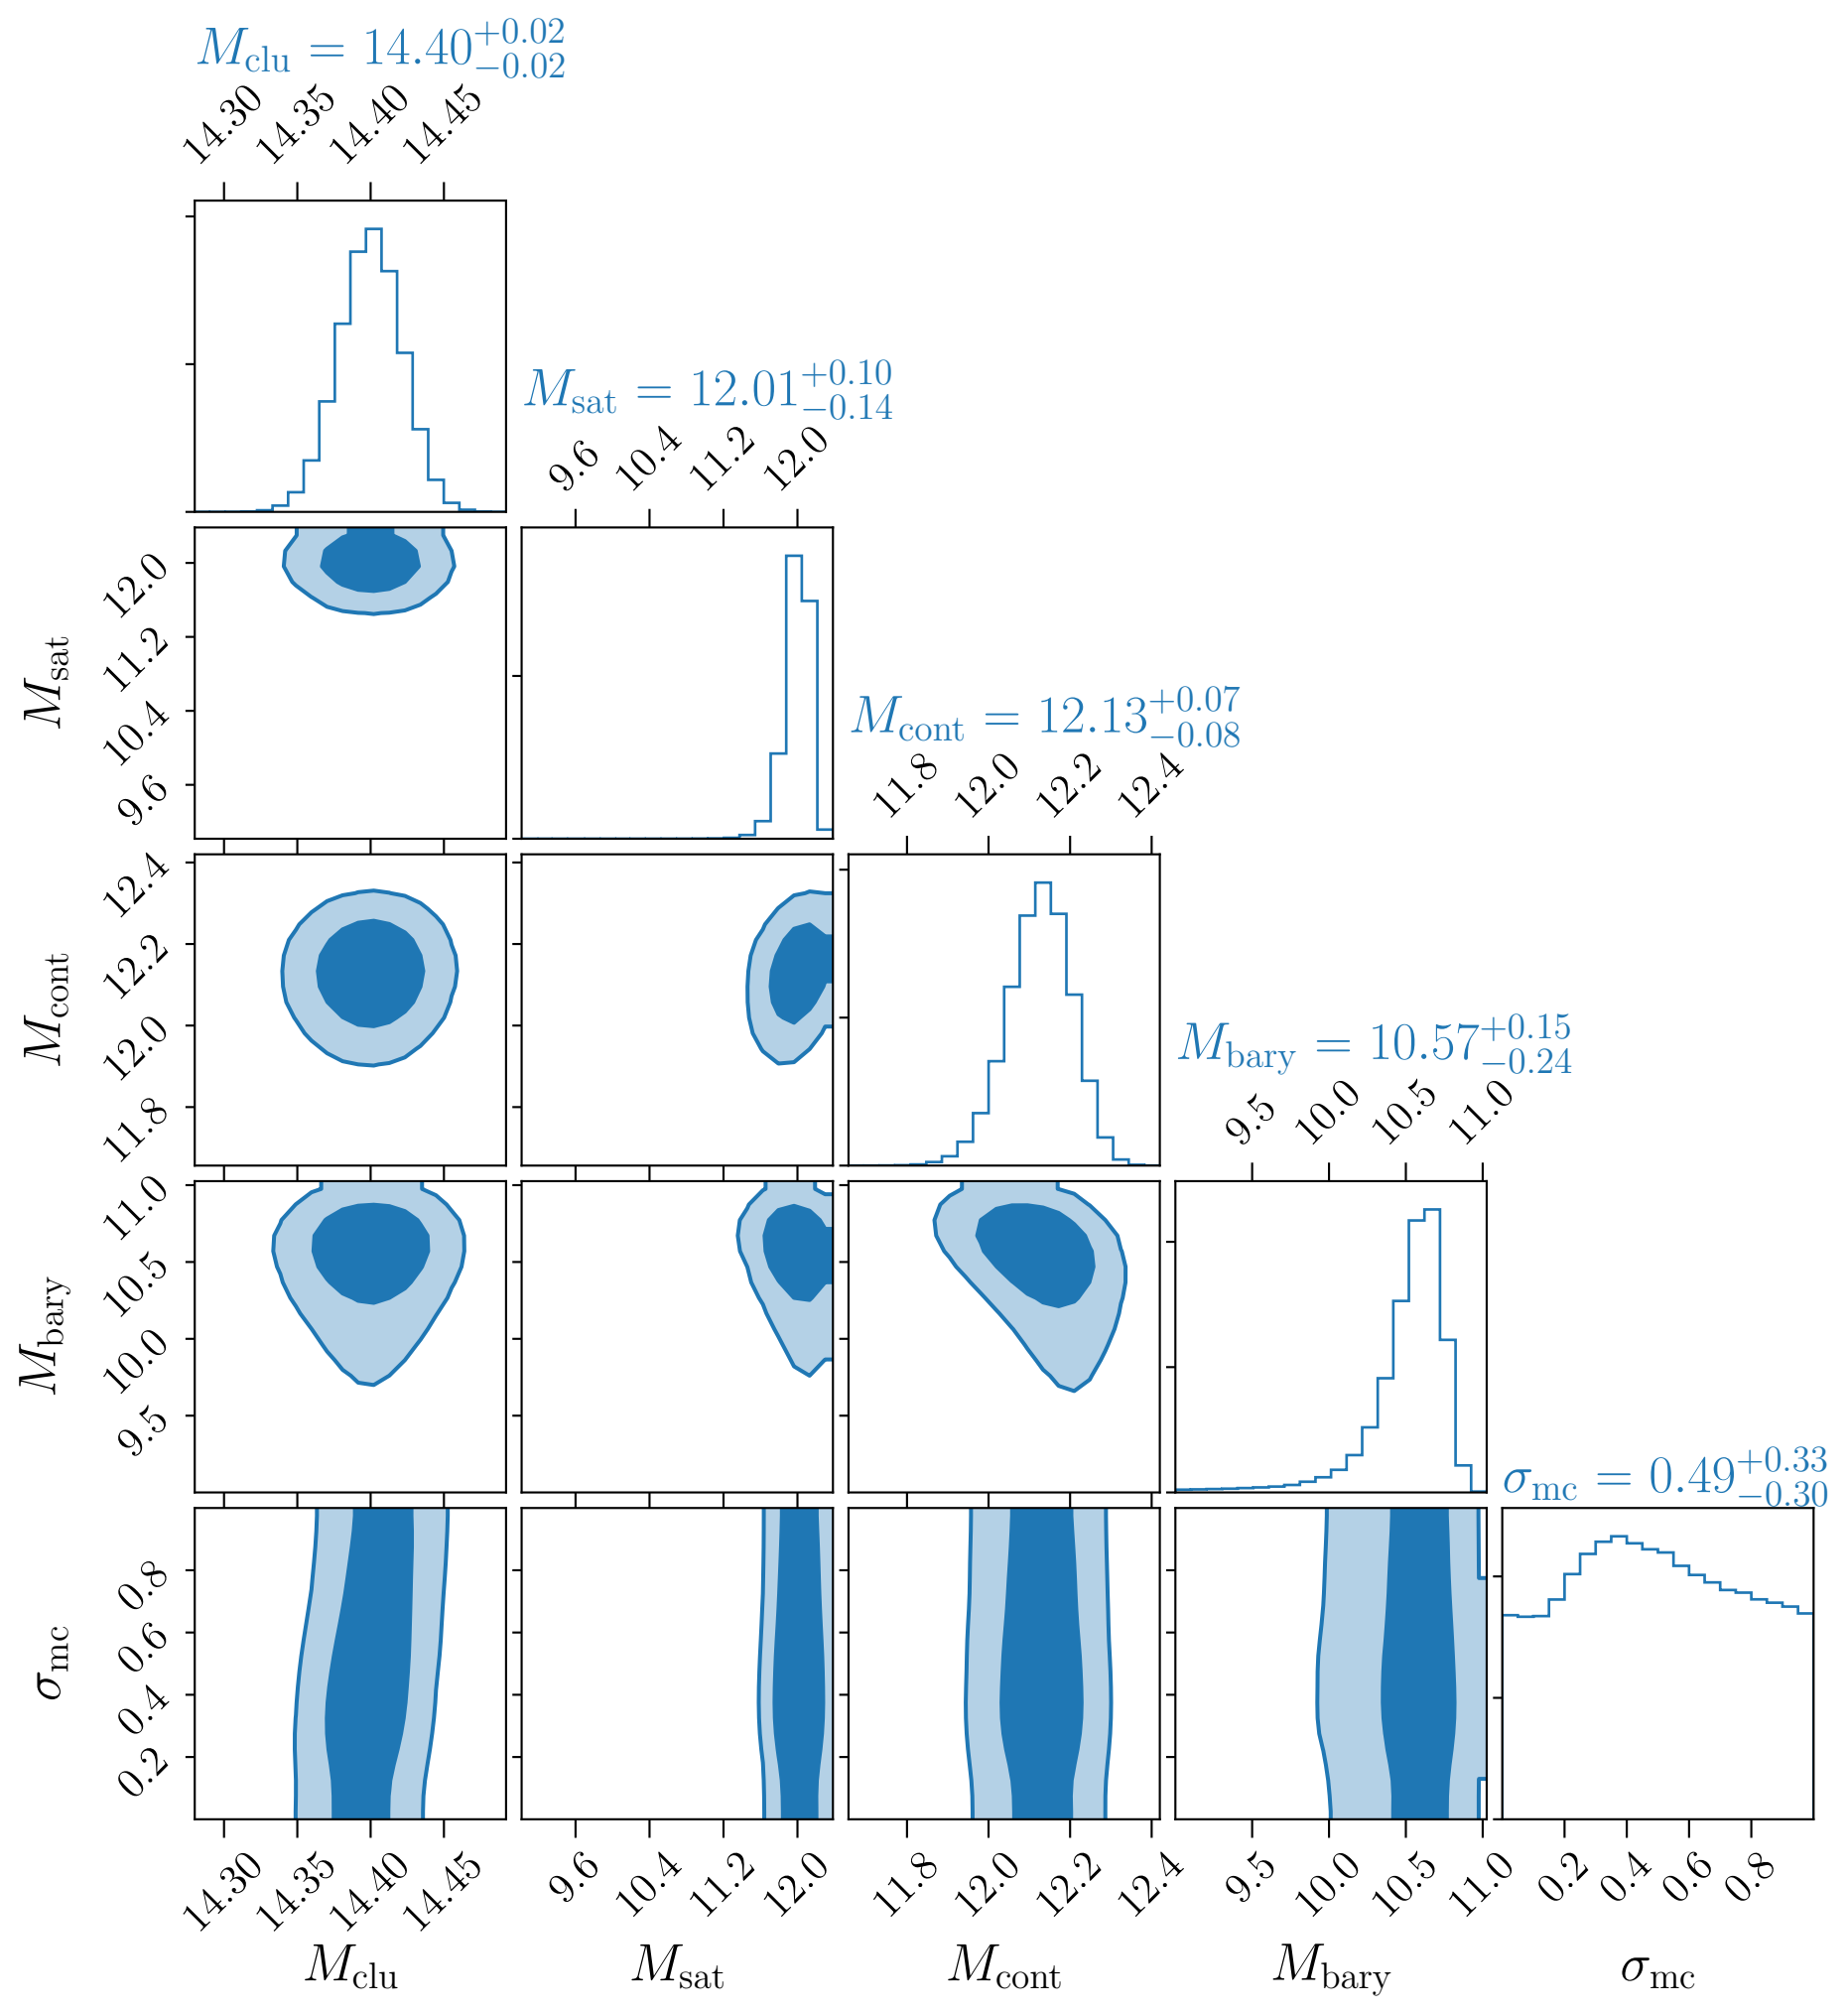 M_clu = 14.40^{+0.02}_{-0.02}
14.30 14.35 14.40 14.45
M_sat = 12.01^{+0.10}_{-0.14}
9.6 10.4 11.2 12.0
12.0
11.2
10.4
9.6
M_sat
M_cont = 12.13^{+0.07}_{-0.08}
11.8 12.0 12.2 12.4
12.4
12.2
12.0
11.8
M_cont
M_bary = 10.57^{+0.15}_{-0.24}
9.5 10.0 10.5 11.0
11.0
10.5
10.0
9.5
M_bary
σ_mc = 0.49^{+0.33}_{-0.30}
0.8
0.6
0.4
0.2
σ_mc
14.30 14.35 14.40 14.45 9.6 10.4 11.2 12.0 11.8 12.0 12.2 12.4 9.5 10.0 10.5 11.0 0.2 0.4 0.6 0.8
M_clu M_sat M_cont M_bary σ_mc